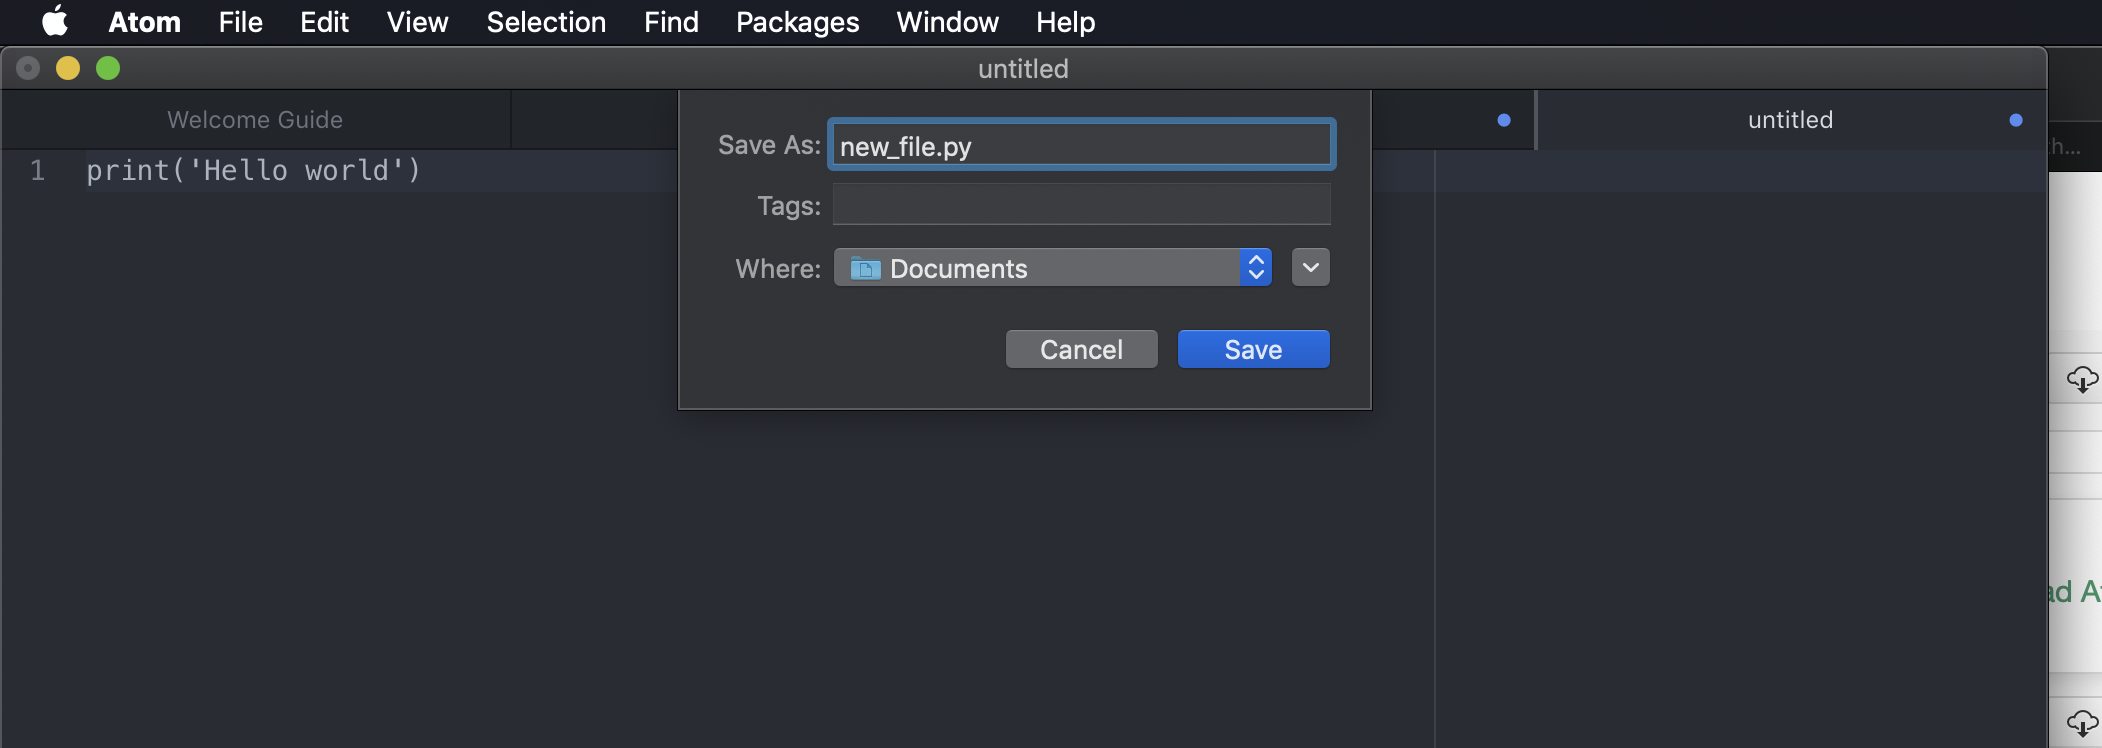 Atom File Edit View Selection Find Packages Window Help
untitled
Welcome Guide
untitled
1 print('Hello world')
Save As: new_file.py
Tags:
Where: Documents
Cancel Save